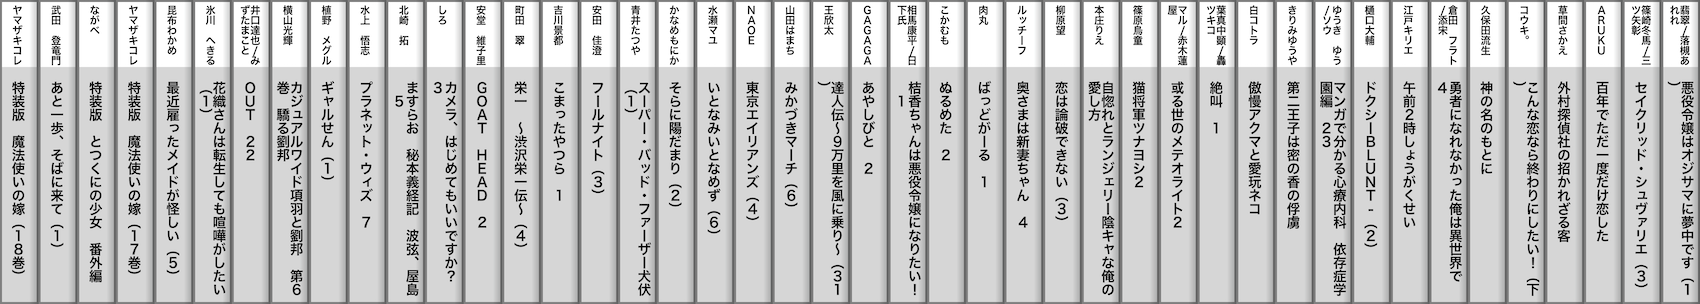 翡翠/落槻あ
れれ
悪役令嬢はオジサマに夢中です（1
）
篠崎冬馬/三
ツ矢彰
セイクリッド・シュヴァリエ（3）
ARUKU
百年でただ一度だけ恋した
草間さかえ
外村探偵社の招かれざる客
コウキ。
こんな恋なら終わりにしたい！（下
）
久保田流生
神の名のもとに
倉田 フラト
/添宋
勇者になれなかった俺は異世界で
4
江戸キリエ
午前2時しょうがくせい
樋口大輔
ドクシーBLUNT-（2）
ゆうき ゆう
/ソウ
マンガで分かる心療内科 依存症学
園編 23
きりみゆうや
第二王子は密の香の俘虜
白コトラ
傲慢アクマと愛玩ネコ
葉真中顕/轟
ツキコ
絶叫 1
マル/赤木蓮
屋
或る世のメテオライト2
篠原烏童
猫将軍ツナヨシ2
本庄りえ
自惚れとランジェリー陰キャな俺の
愛し方
柳原望
恋は論破できない（3）
ルッチーフ
奥さまは新妻ちゃん 4
肉丸
ばっどがーる 1
こかむも
ぬるめた 2
相馬康平/日
下氏
桔香ちゃんは悪役令嬢になりたい！
1
GAGAGA
あやしびと 2
王欣太
達人伝～9万里を風に乗り～（31
）
山田はまち
みかづきマーチ（6）
NAOE
東京エイリアンズ（4）
水瀬マユ
いとなみいとなめず（6）
かなめもにか
そらに陽だまり（2）
青井たつや
スーパー・バッド・ファーザー犬伏
（1）
安田 佳澄
フールナイト（3）
吉川景都
こまったやつら 1
町田 翠
栄一 ～渋沢栄一伝～（4）
安堂 維子里
GOAT HEAD 2
しろ
カメラ、はじめてもいいですか？
3
北崎 拓
ますらお 秘本義経記 波弦、屋島
5
水上 悟志
プラネット・ウィズ 7
植野 メグル
ギャルせん（1）
横山光輝
カジュアルワイド項羽と劉邦 第6
巻 驕る劉邦
井口達也/み
ずたまこと
OUT 22
氷川 へきる
花織さんは転生しても喧嘩がしたい
（1）
昆布わかめ
最近雇ったメイドが怪しい（5）
ヤマザキコレ
特装版 魔法使いの嫁（17巻）
ながべ
特装版 とつくにの少女 番外編
武田 登竜門
あと一歩、そばに来て（1）
ヤマザキコレ
特装版 魔法使いの嫁（18巻）